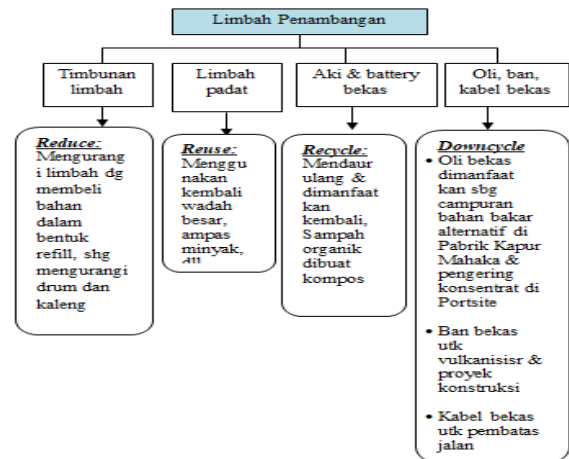 Limbah Penambangan
Timbunan
limbah
Limbah
padat
Aki & battery
bekas
Oli, ban,
kabel bekas
Reduce:
Mengurang
i limbah dg
membeli
bahan
dalam
bentuk
refill, shg
mengurangi
drum dan
kaleng
Reuse:
Menggu
nakan
kembali
wadah
besar,
ampas
minyak,
dll
Recycle:
Mendaur
ulang &
dimanfaat
kan
kembali,
Sampah
organik
dibuat
kompos
Downcycle
• Oli bekas
dimanfaat
kan sbg
campuran
bahan bakar
alternatif di
Pabrik Kapur
Mahaka &
pengering
konsentrat di
Portsite
• Ban bekas
utk
vulkanisisr &
proyek
konstruksi
• Kabel bekas
utk pembatas
jalan